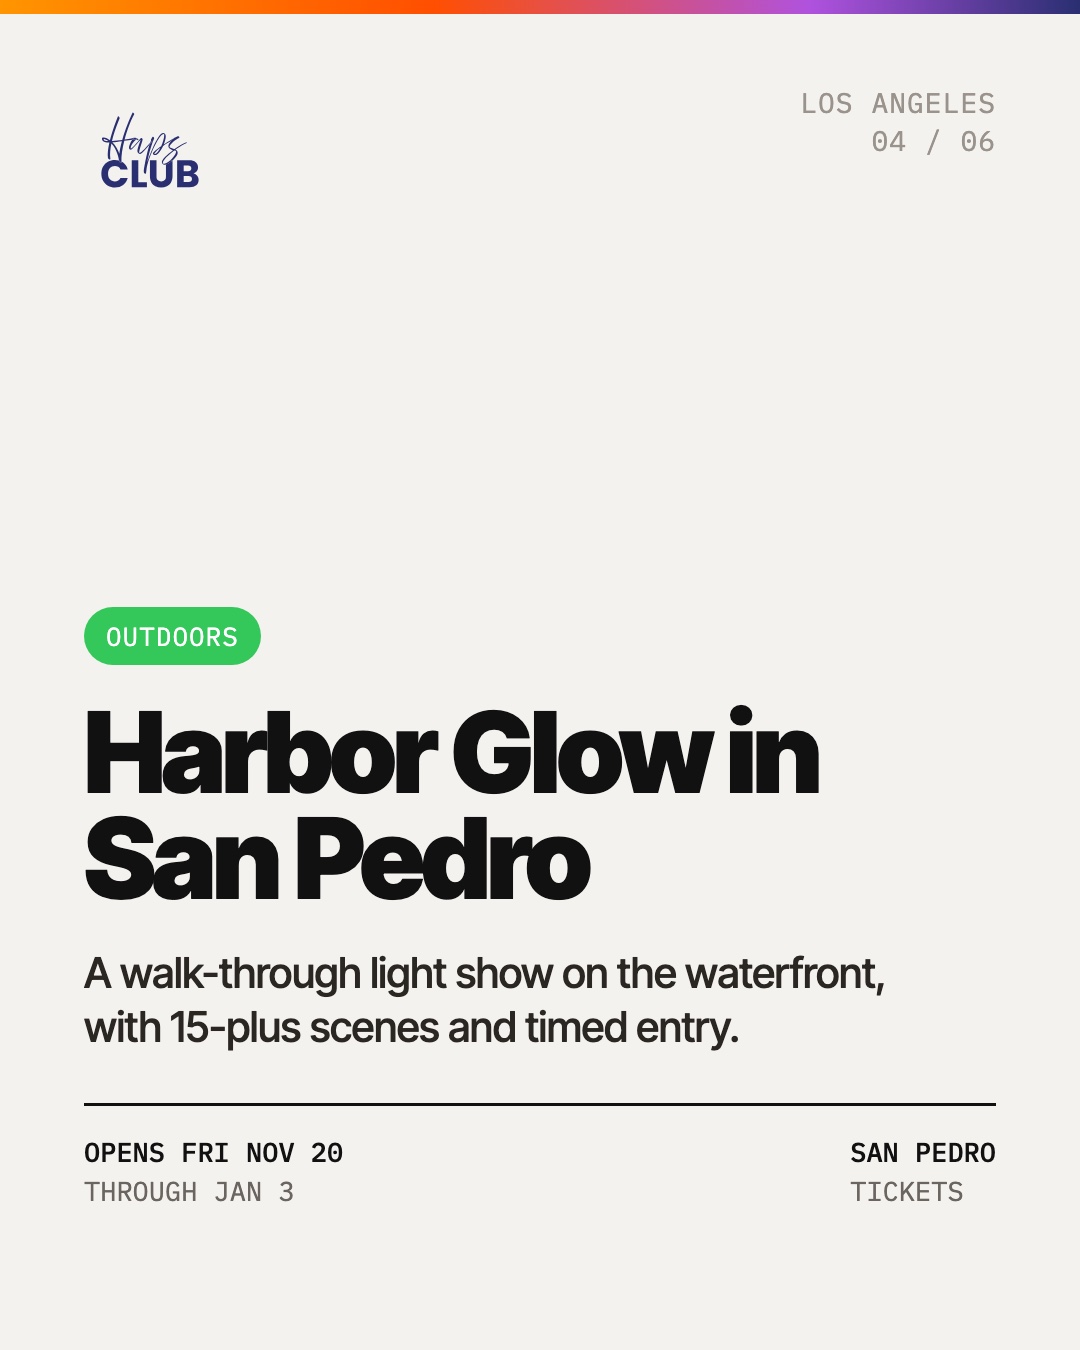 Haps
CLUB
LOS ANGELES
04 / 06
OUTDOORS
Harbor Glow in
San Pedro
A walk-through light show on the waterfront,
with 15-plus scenes and timed entry.
OPENS FRI NOV 20
THROUGH JAN 3
SAN PEDRO
TICKETS